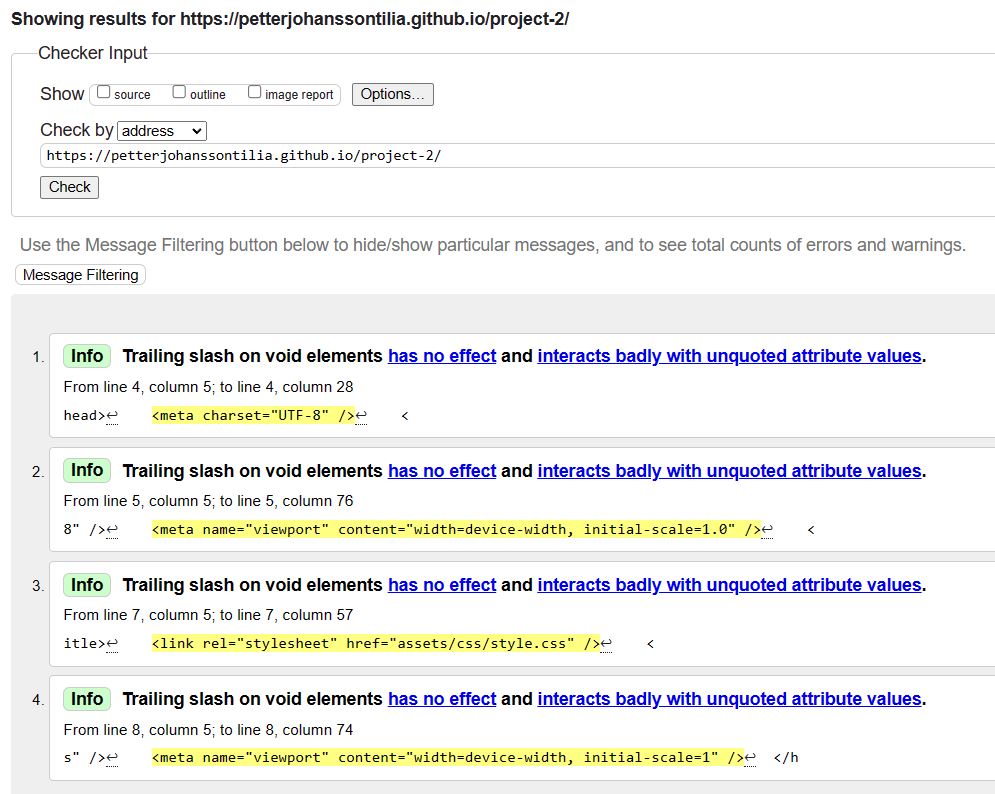 Showing results for https://petterjohanssontilia.github.io/project-2/
Checker Input
Show source outline image report Options...
Check by address
https://petterjohanssontilia.github.io/project-2/
Check
Use the Message Filtering button below to hide/show particular messages, and to see total counts of errors and warnings.
Message Filtering
1. Info Trailing slash on void elements has no effect and interacts badly with unquoted attribute values.
From line 4, column 5; to line 4, column 28
head>↩ <meta charset="UTF-8" />↩ <
2. Info Trailing slash on void elements has no effect and interacts badly with unquoted attribute values.
From line 5, column 5; to line 5, column 76
8" />↩ <meta name="viewport" content="width=device-width, initial-scale=1.0" />↩ <
3. Info Trailing slash on void elements has no effect and interacts badly with unquoted attribute values.
From line 7, column 5; to line 7, column 57
itle>↩ <link rel="stylesheet" href="assets/css/style.css" />↩ <
4. Info Trailing slash on void elements has no effect and interacts badly with unquoted attribute values.
From line 8, column 5; to line 8, column 74
s" />↩ <meta name="viewport" content="width=device-width, initial-scale=1" />↩ </h